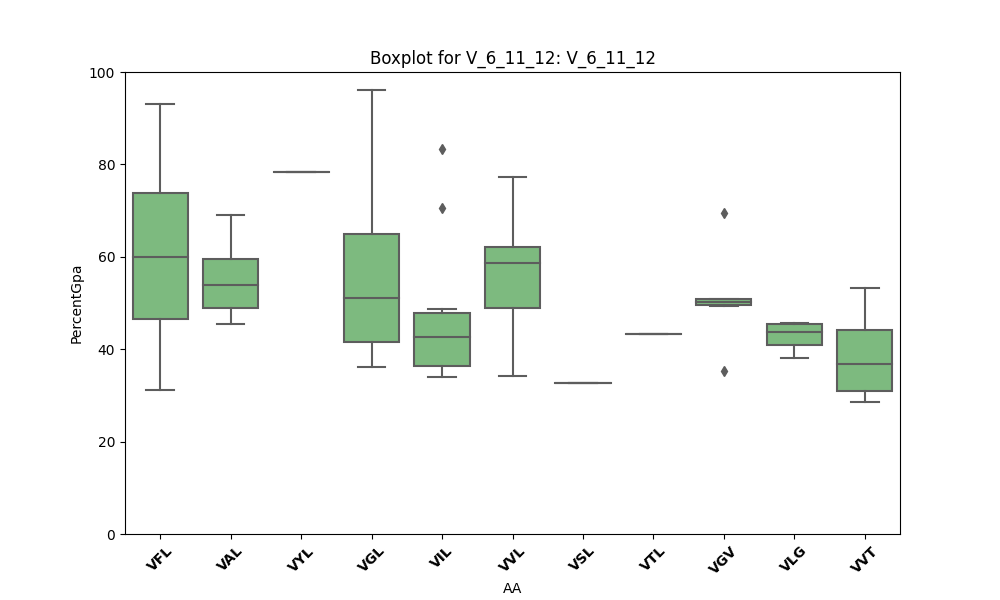 Boxplot for V_6_11_12: V_6_11_12
100
80
60
40
20
0
PercentGpa
VFL VAL VYL VGL VIL VVL VSL VTL VGV VLG VVT
AA